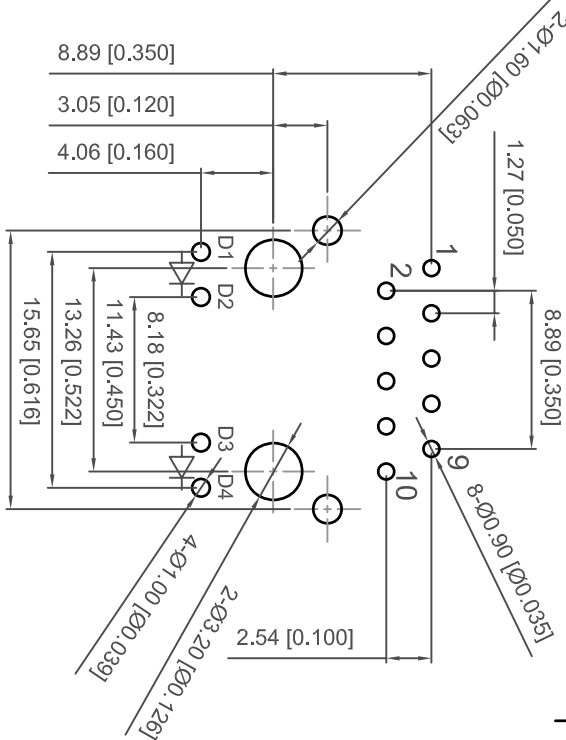 8.89 [0.350]
3.05 [0.120]
4.06 [0.160]
2-Ø1.60 [Ø0.063]
1.27 [0.050]
D1
D2
1
2
8.89 [0.350]
15.65 [0.616]
13.26 [0.522]
11.43 [0.450]
8.18 [0.322]
D3
D4
9
10
8-Ø0.90 [Ø0.035]
4-Ø1.00 [Ø0.039]
2-Ø3.20 [Ø0.126]
2.54 [0.100]